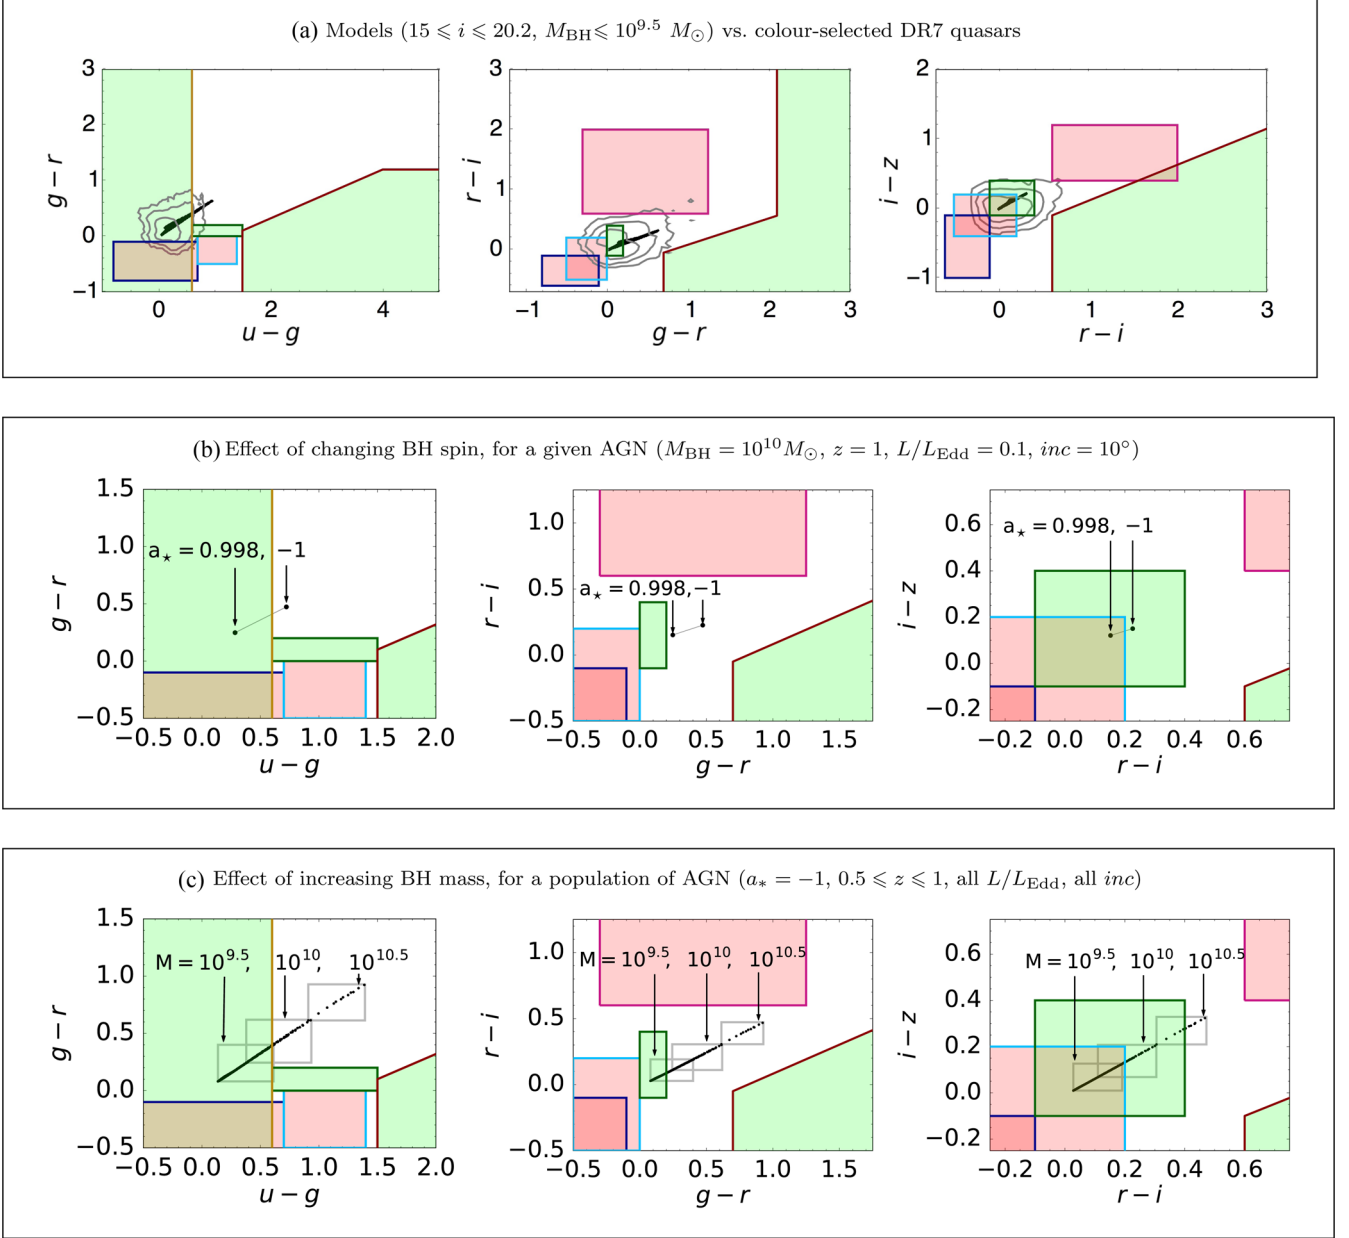 (a) Models (15 ⩽ i ⩽ 20.2, M_BH ⩽ 10^9.5 M_⊙) vs. colour-selected DR7 quasars
3
2
1
0
−1
g − r
0
2
4
u − g
3
2
1
0
r − i
−1
0
1
2
3
g − r
2
1
0
−1
i − z
0
1
2
3
r − i
(b) Effect of changing BH spin, for a given AGN (M_BH = 10^10 M_⊙, z = 1, L/L_Edd = 0.1, inc = 10°)
1.5
1.0
0.5
0.0
−0.5
g − r
a_⋆ = 0.998, −1
−0.5 0.0 0.5 1.0 1.5 2.0
u − g
1.0
0.5
0.0
−0.5
r − i
a_⋆ = 0.998, −1
−0.5 0.0 0.5 1.0 1.5
g − r
0.6
0.4
0.2
0.0
−0.2
i − z
a_⋆ = 0.998, −1
−0.2 0.0 0.2 0.4 0.6
r − i
(c) Effect of increasing BH mass, for a population of AGN (a_* = −1, 0.5 ⩽ z ⩽ 1, all L/L_Edd, all inc)
1.5
1.0
0.5
0.0
−0.5
g − r
M = 10^9.5, 10^10, 10^10.5
−0.5 0.0 0.5 1.0 1.5 2.0
u − g
1.0
0.5
0.0
−0.5
r − i
M = 10^9.5, 10^10, 10^10.5
−0.5 0.0 0.5 1.0 1.5
g − r
0.6
0.4
0.2
0.0
−0.2
i − z
M = 10^9.5, 10^10, 10^10.5
−0.2 0.0 0.2 0.4 0.6
r − i